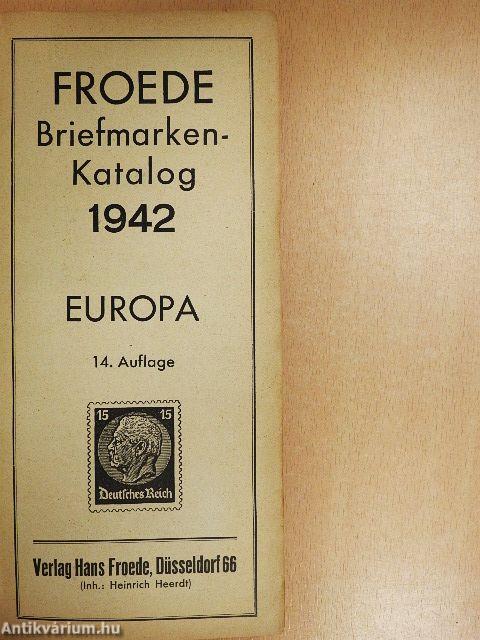 FROEDE
Briefmarken-
Katalog
1942
EUROPA
14. Auflage
15 15
Deutsches Reich
Verlag Hans Froede, Düsseldorf 66
(Inh.: Heinrich Heerdt)
Antikvárium.hu